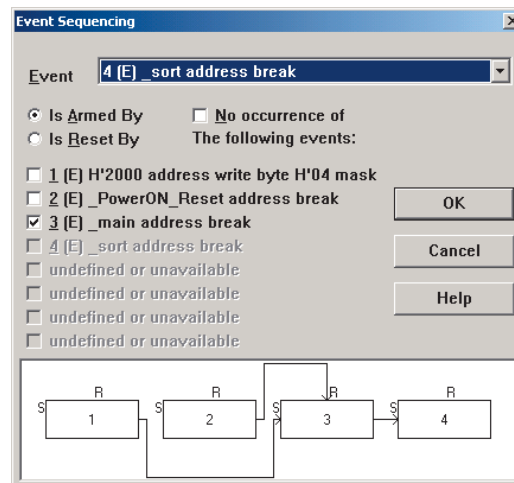 Event Sequencing
Event 4 (E) _sort address break
Is Armed By No occurrence of
Is Reset By The following events:
1 (E) H'2000 address write byte H'04 mask
2 (E) _PowerON_Reset address break
3 (E) _main address break
4 (E) _sort address break
undefined or unavailable
undefined or unavailable
undefined or unavailable
undefined or unavailable
OK
Cancel
Help
R R R R
S S S S
1 2 3 4